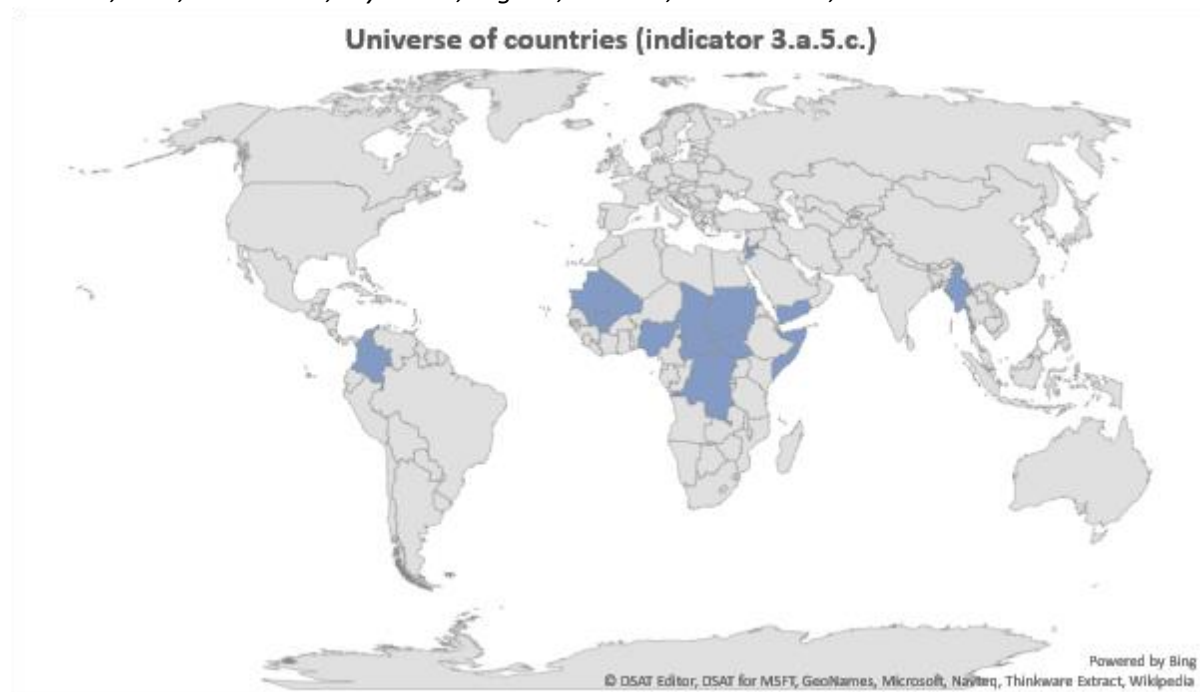 Universe of countries (indicator 3.a.5.c.)
Powered by Bing
© DSAT Editor, DSAT for MSFT, GeoNames, Microsoft, Navteq, Thinkware Extract, Wikipedia